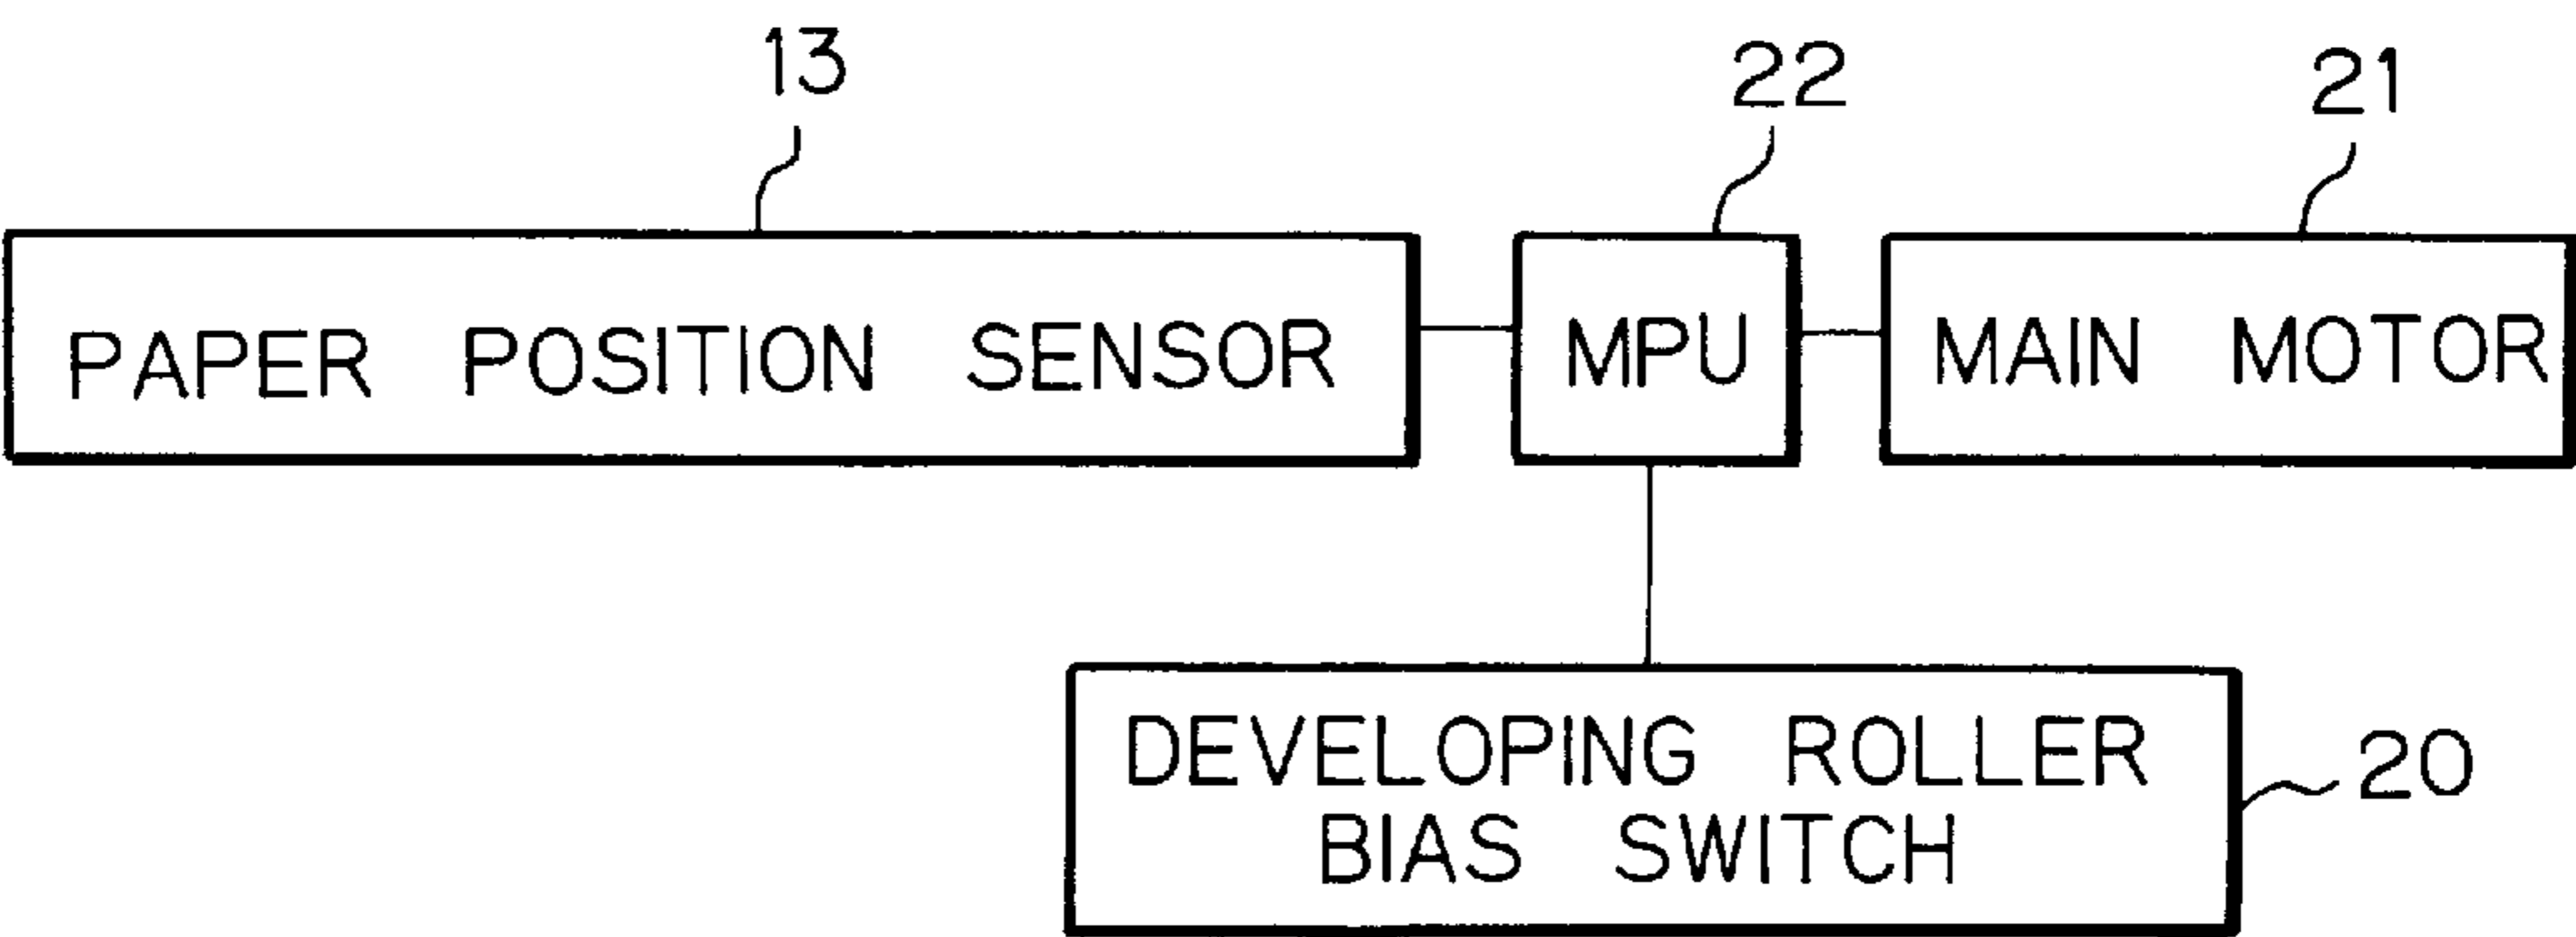 13
22
21
PAPER POSITION SENSOR
MPU
MAIN MOTOR
DEVELOPING ROLLER
BIAS SWITCH
20